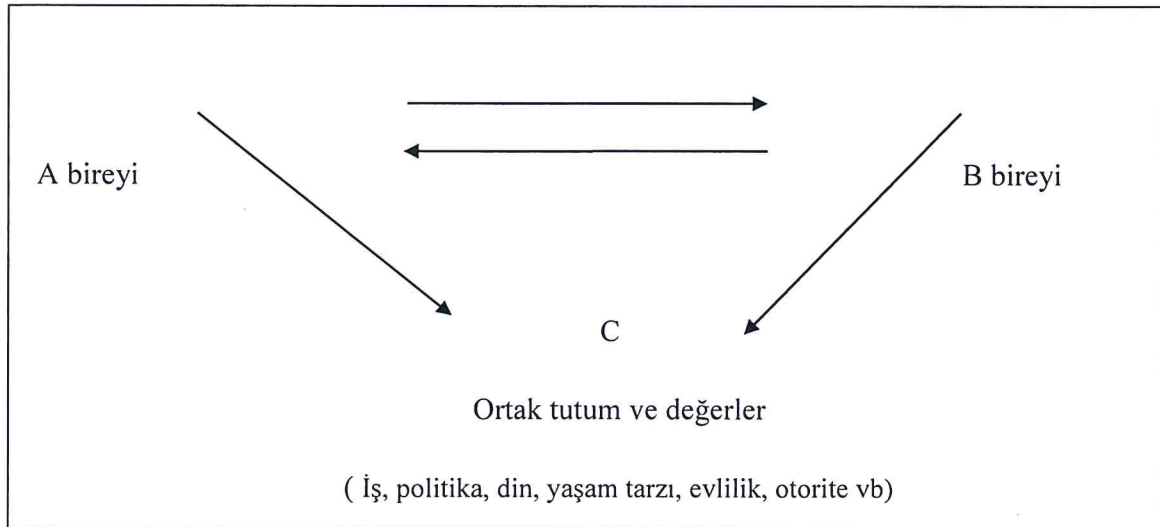 A bireyi
B bireyi
C
Ortak tutum ve değerler
( İş, politika, din, yaşam tarzı, evlilik, otorite vb)